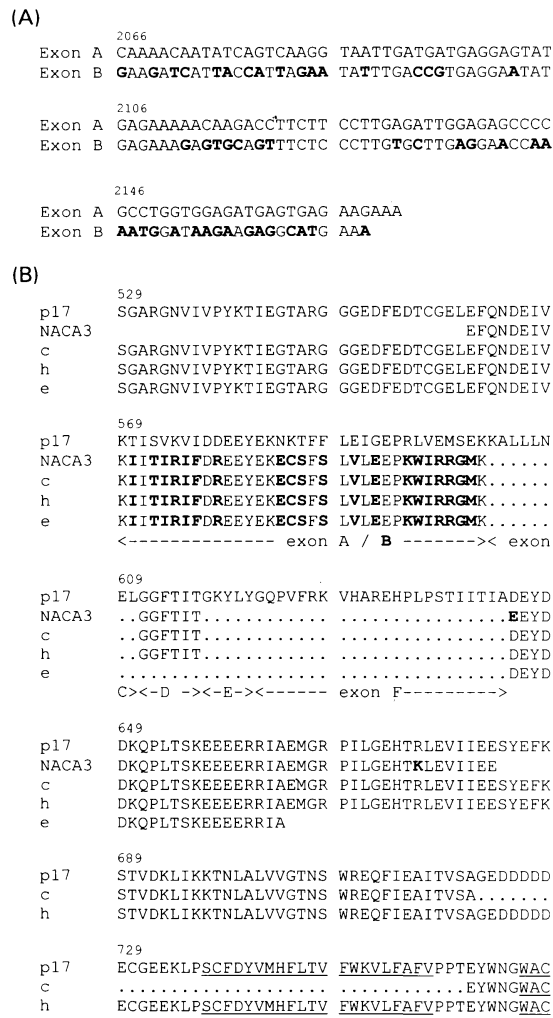 (A)
2066
Exon A CAAAACAATATCAGTCAAGG TAATTGATGATGAGGAGTAT
Exon B GAAGATCATTACCATTAGAA TATTTGACCGTGAGGAATAT
2106
Exon A GAGAAAAACAAGACCTTCTT CCTTGAGATTGGAGAGCCCC
Exon B GAGAAAGAGTGCAGTTTCTC CCTTGTGCTTGAGGAACCAA
2146
Exon A GCCTGGTGGAGATGAGTGAG AAGAAA
Exon B AATGGATAAGAAGAGGCATG AAA
(B)
529
p17 SGARGNVIVPYKTIEGTARG GGEDFEDTCGELEFQNDEIV
NACA3 EFQNDEIV
c SGARGNVIVPYKTIEGTARG GGEDFEDTCGELEFQNDEIV
h SGARGNVIVPYKTIEGTARG GGEDFEDTCGELEFQNDEIV
e SGARGNVIVPYKTIEGTARG GGEDFEDTCGELEFQNDEIV
569
p17 KTISVKVIDDEEYEKNKTFF LEIGEPRLVEMSEKKALLLN
NACA3 KIITIRIFDREEYEKECSFS LVLEEPKWIRRGMK......
c KIITIRIFDREEYEKECSFS LVLEEPKWIRRGMK......
h KIITIRIFDREEYEKECSFS LVLEEPKWIRRGMK......
e KIITIRIFDREEYEKECSFS LVLEEPKWIRRGMK......
<----------- exon A / B -------->< exon
609
p17 ELGGFTITGKYLYGQPVFRK VHAREHPLPSTIITIADEYD
NACA3 ..GGFTIT............ ................EEYD
c ..GGFTIT............ ................DEYD
h ..GGFTIT............ ................DEYD
e .................... ................DEYD
C><-D -><-E-><------ exon F--------->
649
p17 DKQPLTSKEEEERRIAEMGR PILGEHTRLEVIIEESYEFK
NACA3 DKQPLTSKEEEERRIAEMGR PILGEHTKLEVIIEE
c DKQPLTSKEEEERRIAEMGR PILGEHTRLEVIIEESYEFK
h DKQPLTSKEEEERRIAEMGR PILGEHTRLEVIIEESYEFK
e DKQPLTSKEEEERRIA
689
p17 STVDKLIKKTNLALVVGTNS WREQFIEAITVSAGEDDDDD
c STVDKLIKKTNLALVVGTNS WREQFIEAITVSA.......
h STVDKLIKKTNLALVVGTNS WREQFIEAITVSAGEDDDDD
729
p17 ECGEEKLPSCFDYVMHFLTV FWKVLFAFVPPTEYWNGWAC
c .................... ............EYWNGWAC
h ECGEEKLPSCFDYVMHFLTV FWKVLFAFVPPTEYWNGWAC